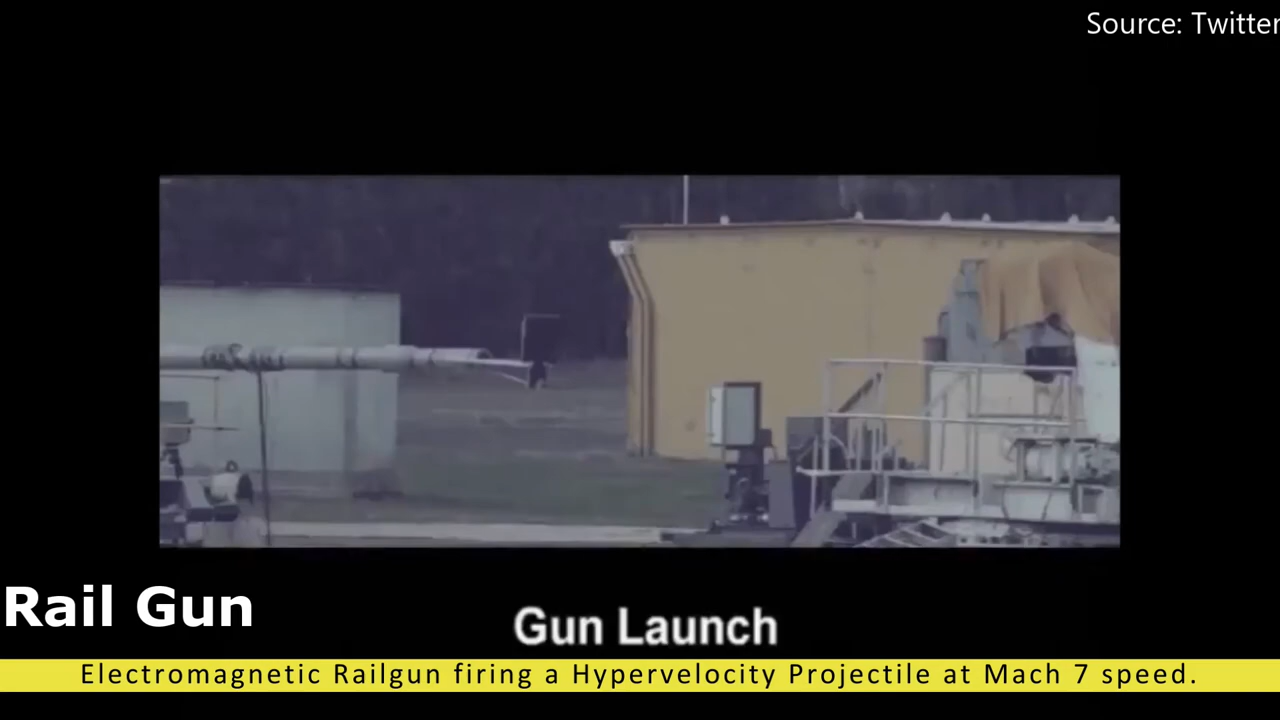 Source: Twitter
Rail Gun
Gun Launch
Electromagnetic Railgun firing a Hypervelocity Projectile at Mach 7 speed.